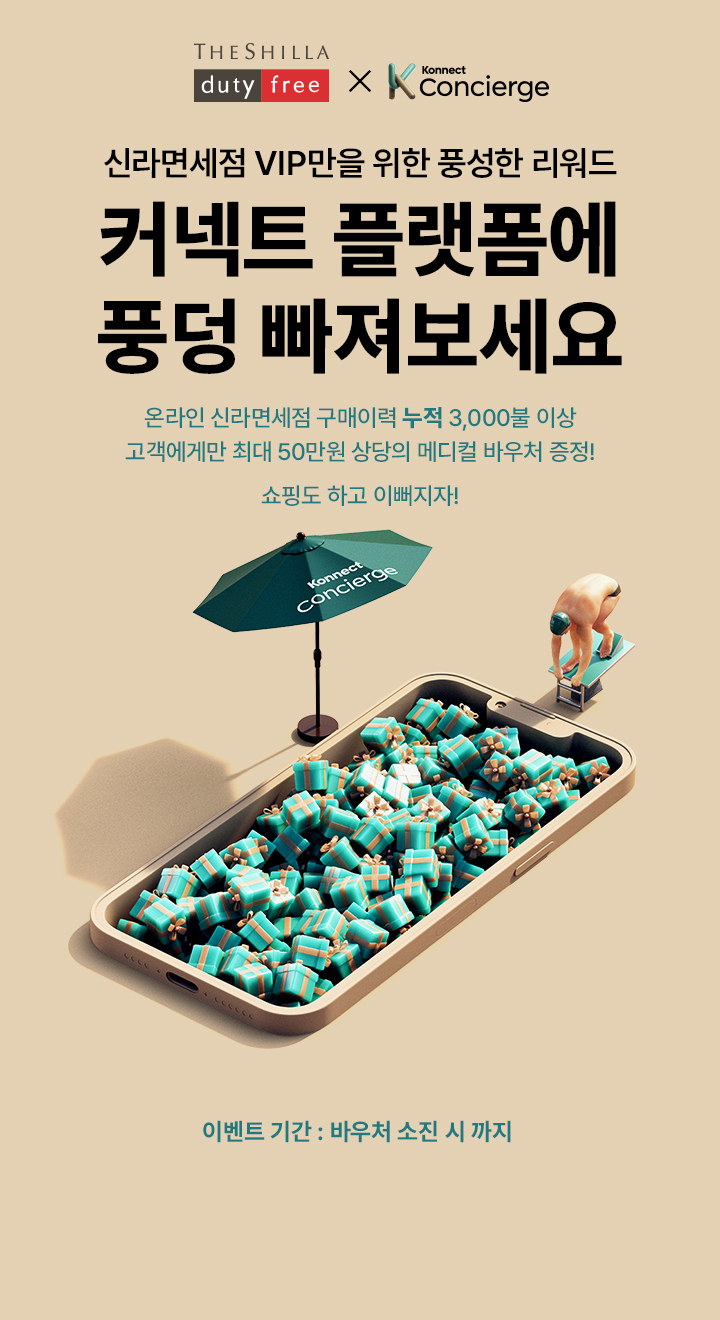 THE SHILLA
duty free
×
Konnect
Concierge
신라면세점 VIP만을 위한 풍성한 리워드
커넥트 플랫폼에
풍덩 빠져보세요
온라인 신라면세점 구매이력 누적 3,000불 이상
고객에게만 최대 50만원 상당의 메디컬 바우처 증정!
쇼핑도 하고 이뻐지자!
Konnect
Concierge
이벤트 기간 : 바우처 소진 시 까지